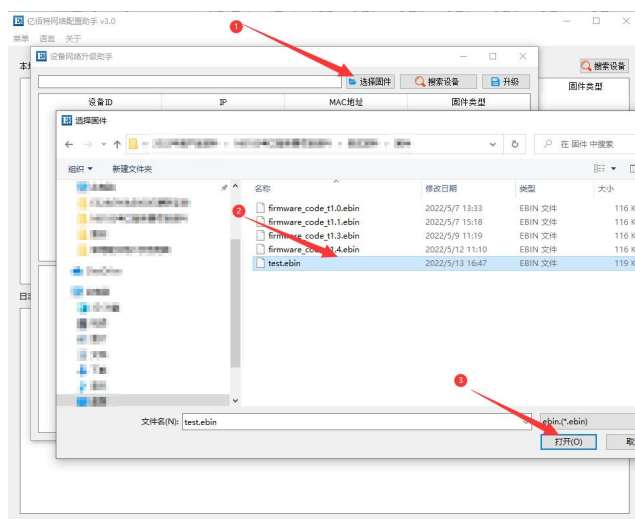 亿佰特网络配置助手 v3.0
菜单 语言 关于
设备网络升级助手
搜索设备
选择固件 搜索设备 升级
固件类型
设备ID IP MAC地址 固件类型
选择固件
在 固件 中搜索
组织 新建文件夹
名称 修改日期 类型 大小
firmware_code_t1.0.ebin 2022/5/7 13:33 EBIN 文件 116
firmware_code_t1.1.ebin 2022/5/7 15:18 EBIN 文件 116
firmware_code_t1.3.ebin 2022/5/9 11:19 EBIN 文件 116
firmware_code_t1.4.ebin 2022/5/12 11:10 EBIN 文件 116
test.ebin 2022/5/13 16:47 EBIN 文件 119
1
2
3
文件名(N): test.ebin ebin.(*.ebin)
打开(O)